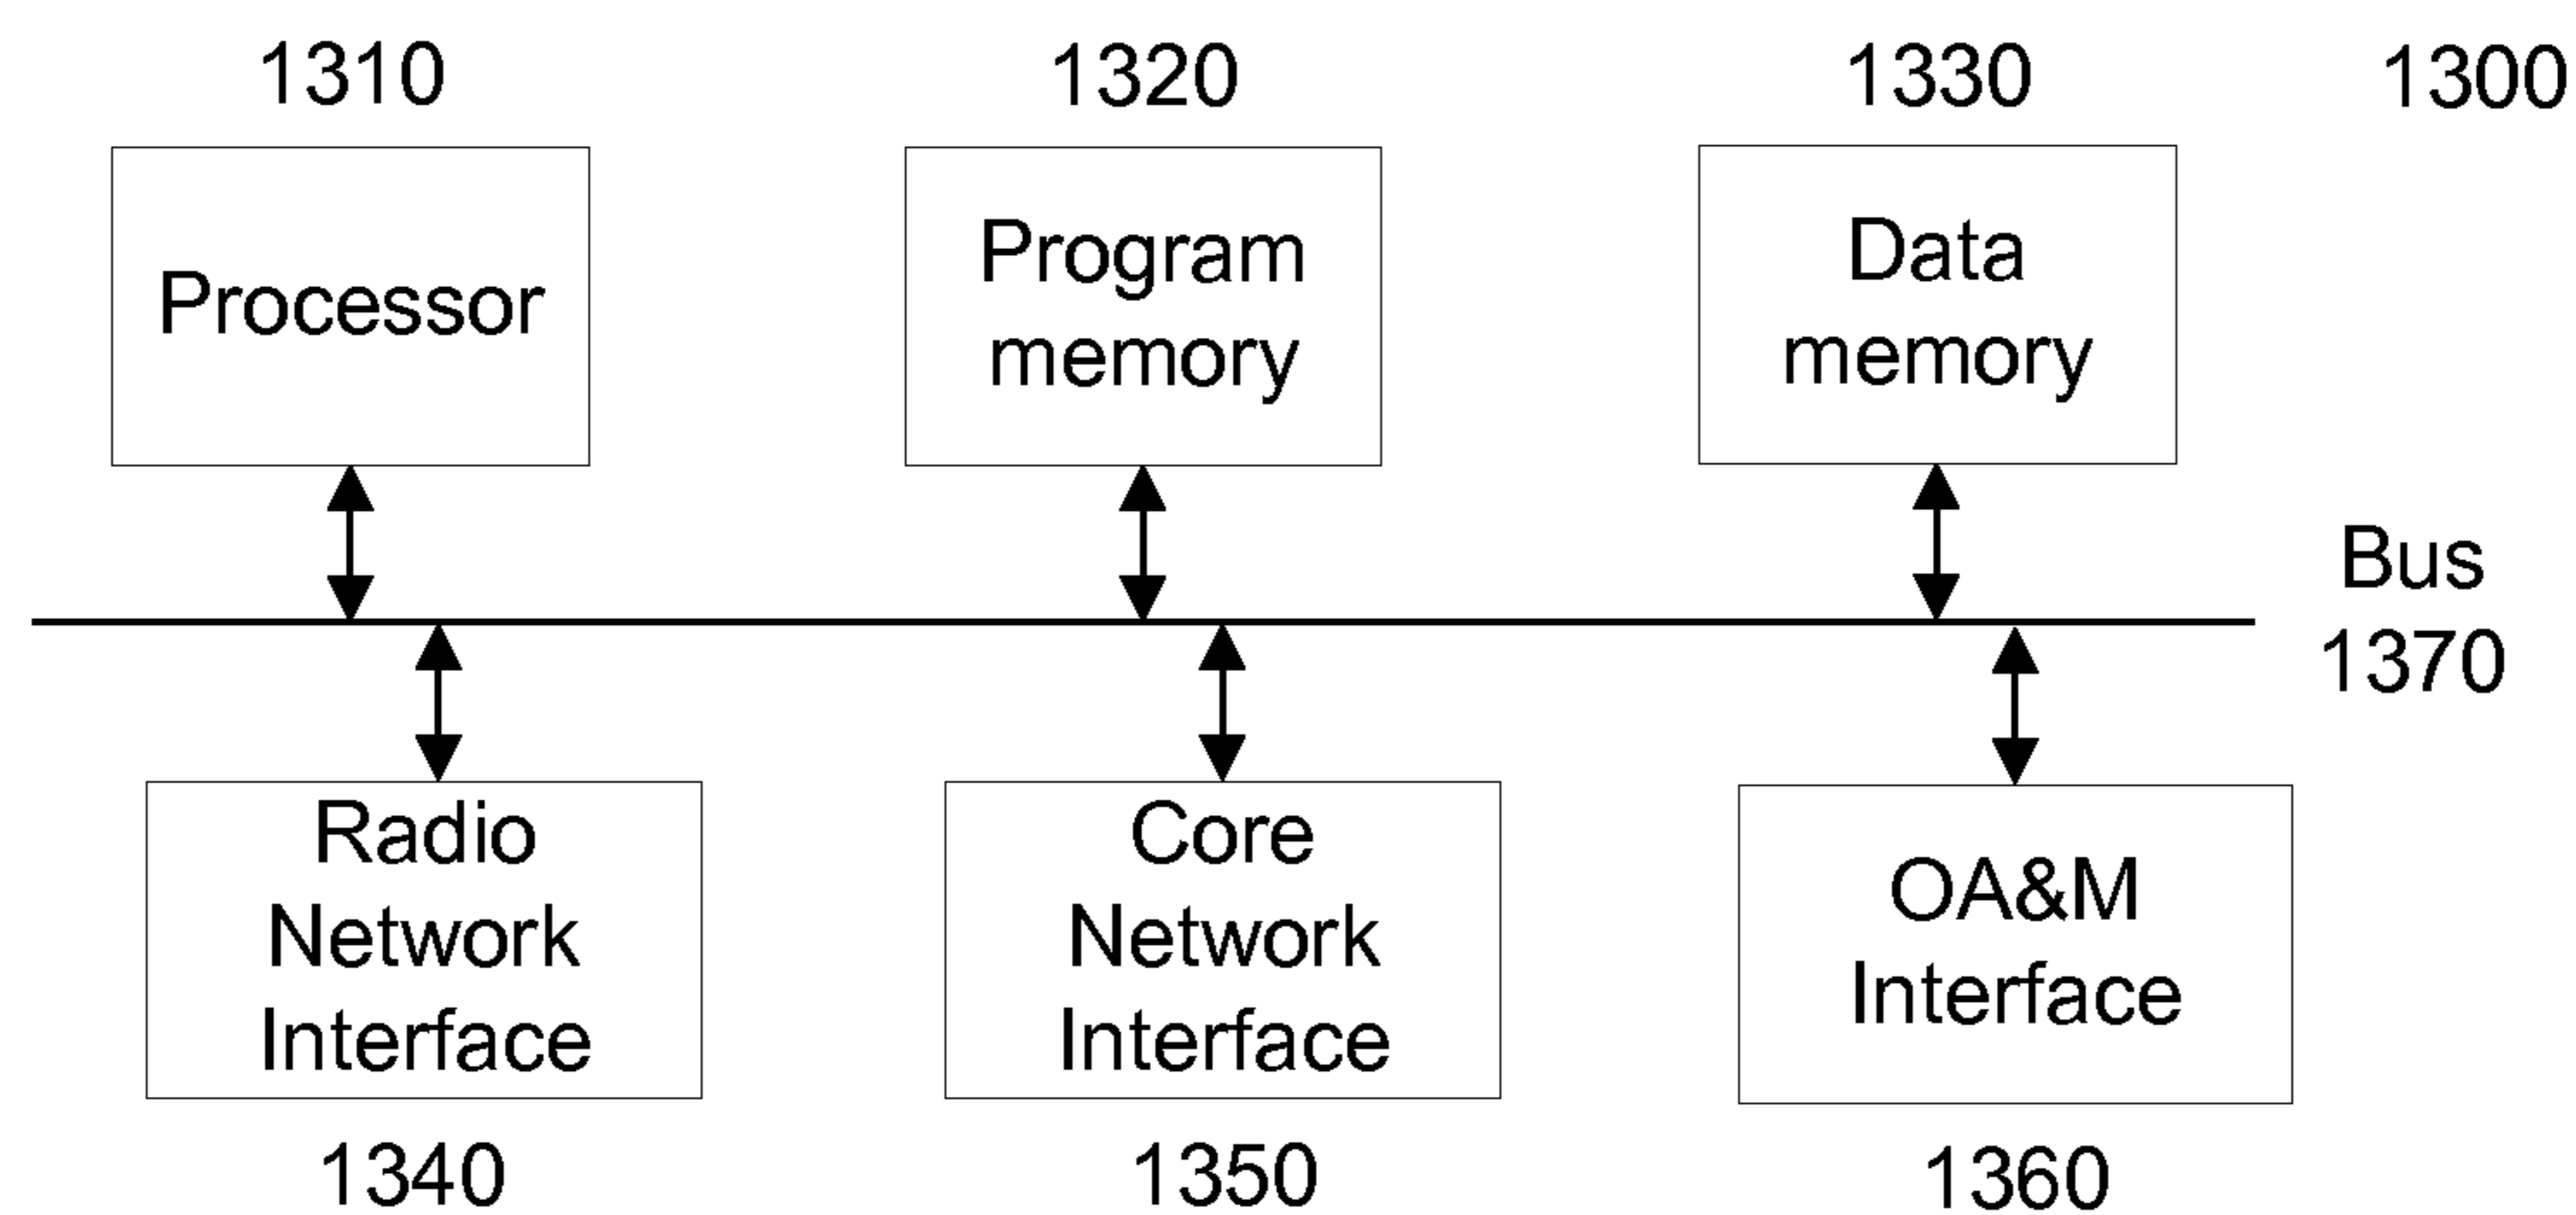 1310
1320
1330
1300
Processor
Program
memory
Data
memory
Bus
1370
Radio
Network
Interface
Core
Network
Interface
OA&M
Interface
1340
1350
1360